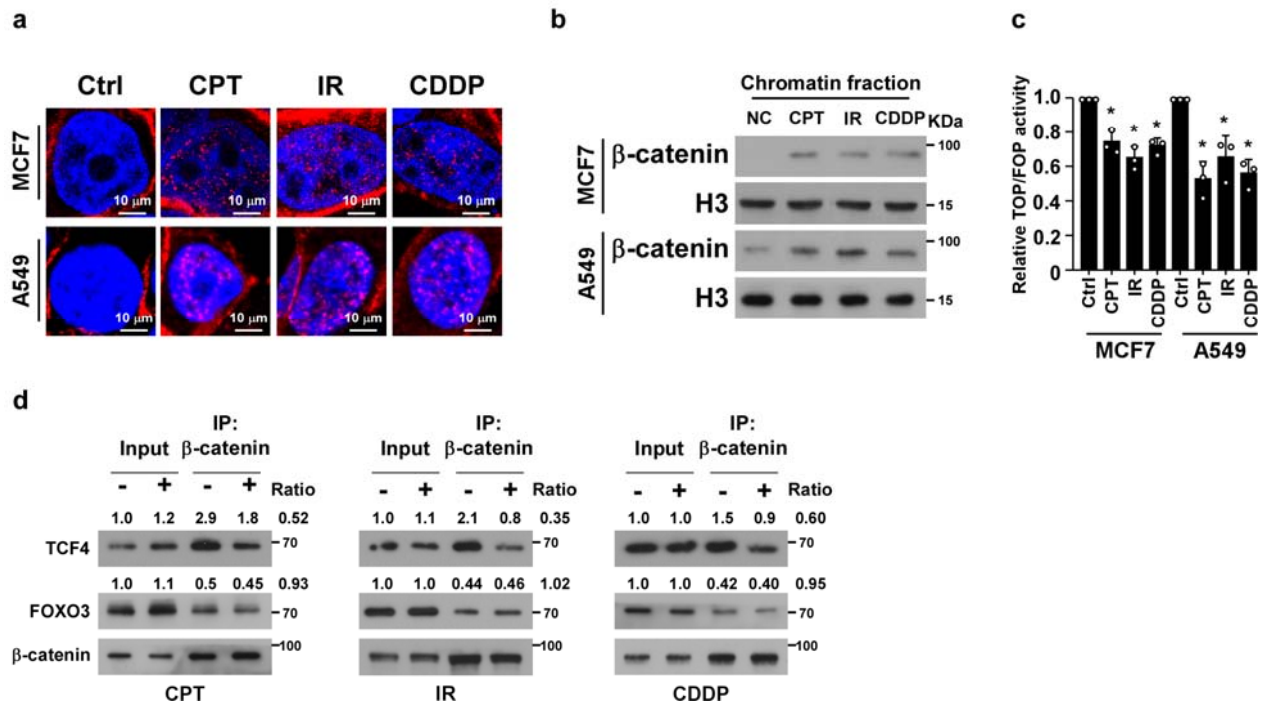 a
Ctrl CPT IR CDDP
MCF7
10 μm 10 μm 10 μm 10 μm
A549
10 μm 10 μm 10 μm 10 μm
b
Chromatin fraction
NC CPT IR CDDP KDa
MCF7
β-catenin 100
H3 15
A549
β-catenin 100
H3 15
c
Relative TOP/FOP activity
1.0
0.8
0.6
0.4
0.2
0
* * * * * *
Ctrl CPT IR CDDP Ctrl CPT IR CDDP
MCF7 A549
d
IP:
Input β-catenin
- + - + Ratio
1.0 1.2 2.9 1.8 0.52
TCF4 70
1.0 1.1 0.5 0.45 0.93
FOXO3 70
β-catenin 100
CPT
IP:
Input β-catenin
- + - + Ratio
1.0 1.1 2.1 0.8 0.35
70
1.0 1.0 0.44 0.46 1.02
70
100
IR
IP:
Input β-catenin
- + - + Ratio
1.0 1.0 1.5 0.9 0.60
70
1.0 1.0 0.42 0.40 0.95
70
100
CDDP